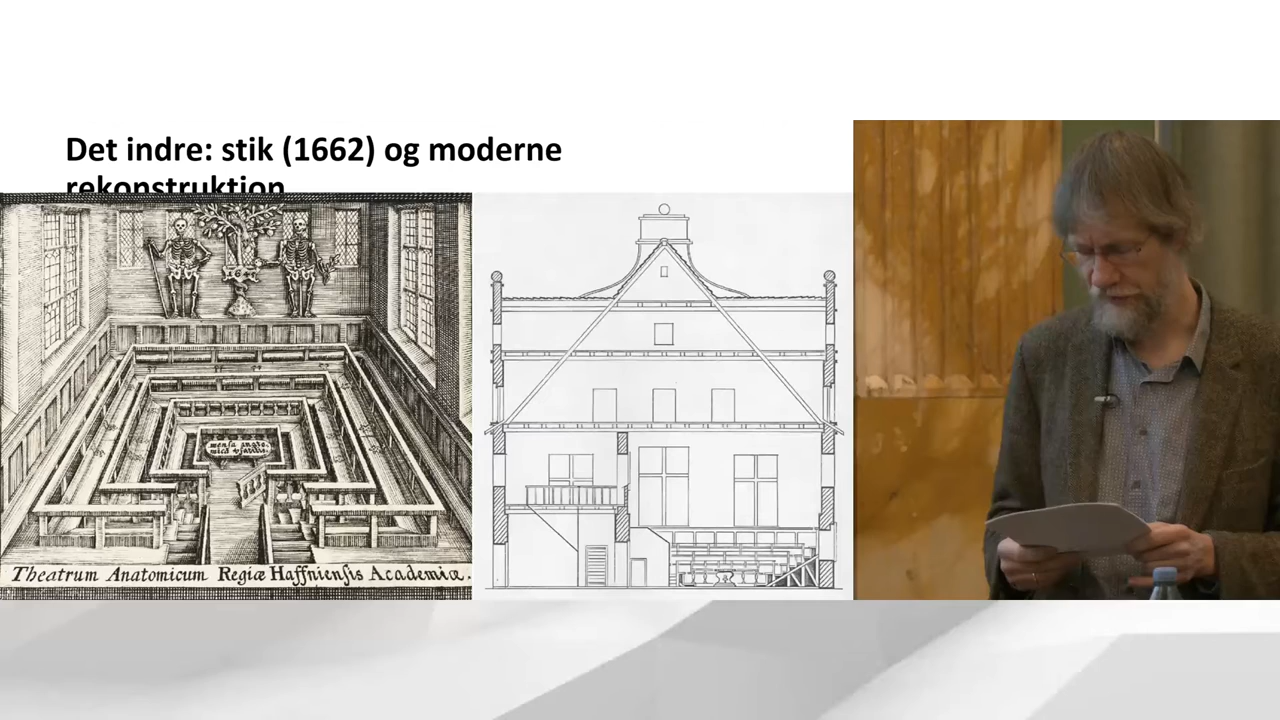 Det indre: stik (1662) og moderne
rekonstruktion
Theatrum Anatomicum Regiæ Haffniensis Academiæ.